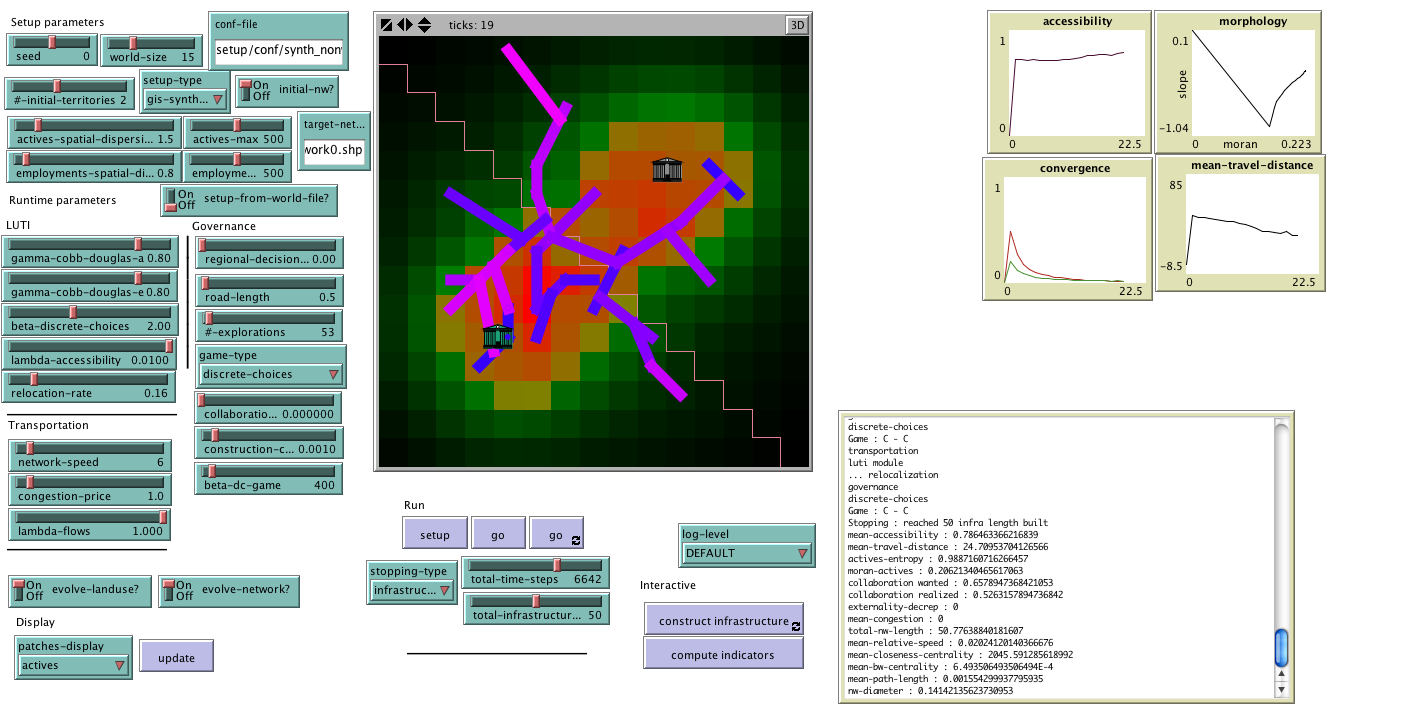 Setup parameters
seed 0
world-size 15
conf-file
setup/conf/synth_non
#-initial-territories 2
setup-type
gis-synth...
On
Off
initial-nw?
actives-spatial-dispersi... 1.5
actives-max 500
target-net...
work0.shp
employments-spatial-di... 0.8
employme... 500
Runtime parameters
On
Off
setup-from-world-file?
LUTI
gamma-cobb-douglas-a 0.80
gamma-cobb-douglas-e 0.80
beta-discrete-choices 2.00
lambda-accessibility 0.0100
relocation-rate 0.16
Governance
regional-decision... 0.00
road-length 0.5
#-explorations 53
game-type
discrete-choices
collaboratio... 0.000000
construction-c... 0.0010
beta-dc-game 400
Transportation
network-speed 6
congestion-price 1.0
lambda-flows 1.000
On
Off
evolve-landuse?
On
Off
evolve-network?
Display
patches-display
actives
update
ticks: 19
3D
Run
setup
go
go
stopping-type
infrastruc...
total-time-steps 6642
total-infrastructur... 50
log-level
DEFAULT
Interactive
construct infrastructure
compute indicators
accessibility
1
0
0
22.5
morphology
0.1
slope
-1.04
0
moran
0.223
convergence
1
0
0
22.5
mean-travel-distance
85
-8.5
0
22.5
discrete-choices
Game : C - C
transportation
luti module
... relocalization
governance
discrete-choices
Game : C - C
Stopping : reached 50 infra length built
mean-accessibility : 0.786463366216839
mean-travel-distance : 24.70953704126566
actives-entropy : 0.9887160716266457
moran-actives : 0.20621340465617063
collaboration wanted : 0.6578947368421053
collaboration realized : 0.5263157894736842
externality-decrep : 0
mean-congestion : 0
total-nw-length : 50.77638840181607
mean-relative-speed : 0.02024120140366676
mean-closeness-centrality : 2045.591285618992
mean-bw-centrality : 6.493506493506494E-4
mean-path-length : 0.001554299937795935
nw-diameter : 0.14142135623730953